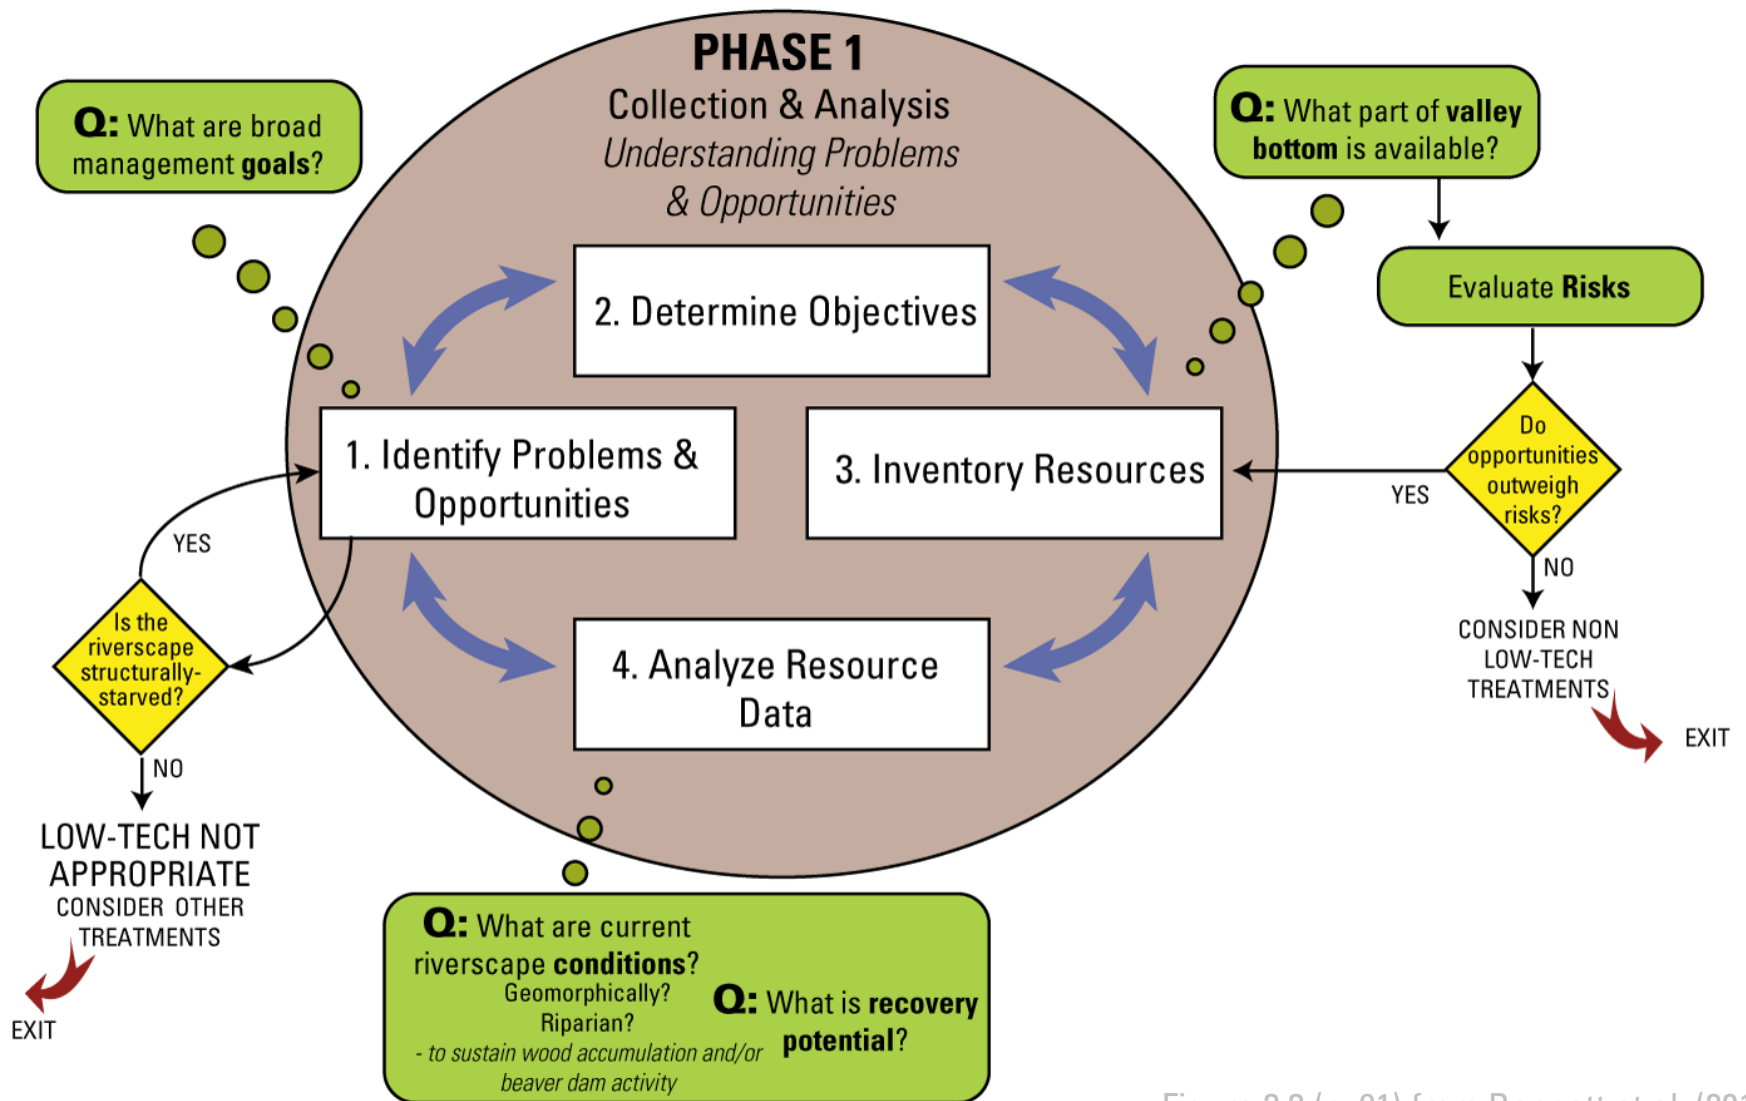 PHASE 1
Collection & Analysis
Understanding Problems
& Opportunities
Q: What are broad
management goals?
Q: What part of valley
bottom is available?
Evaluate Risks
Do
opportunities
outweigh
risks?
YES
NO
CONSIDER NON
LOW-TECH
TREATMENTS
EXIT
2. Determine Objectives
1. Identify Problems &
Opportunities
3. Inventory Resources
4. Analyze Resource
Data
YES
Is the
riverscape
structurally-
starved?
NO
LOW-TECH NOT
APPROPRIATE
CONSIDER OTHER
TREATMENTS
EXIT
Q: What are current
riverscape conditions?
Geomorphically?
Riparian?
- to sustain wood accumulation and/or
beaver dam activity
Q: What is recovery
potential?
from